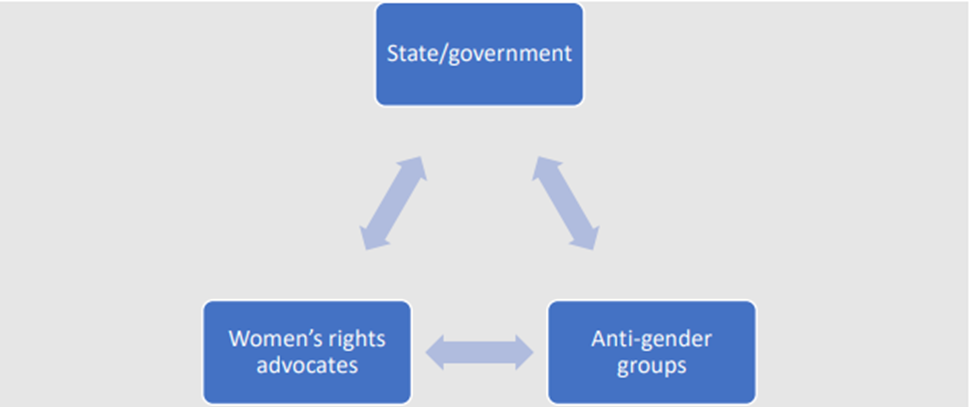 State/government
Women’s rights
advocates
Anti-gender
groups